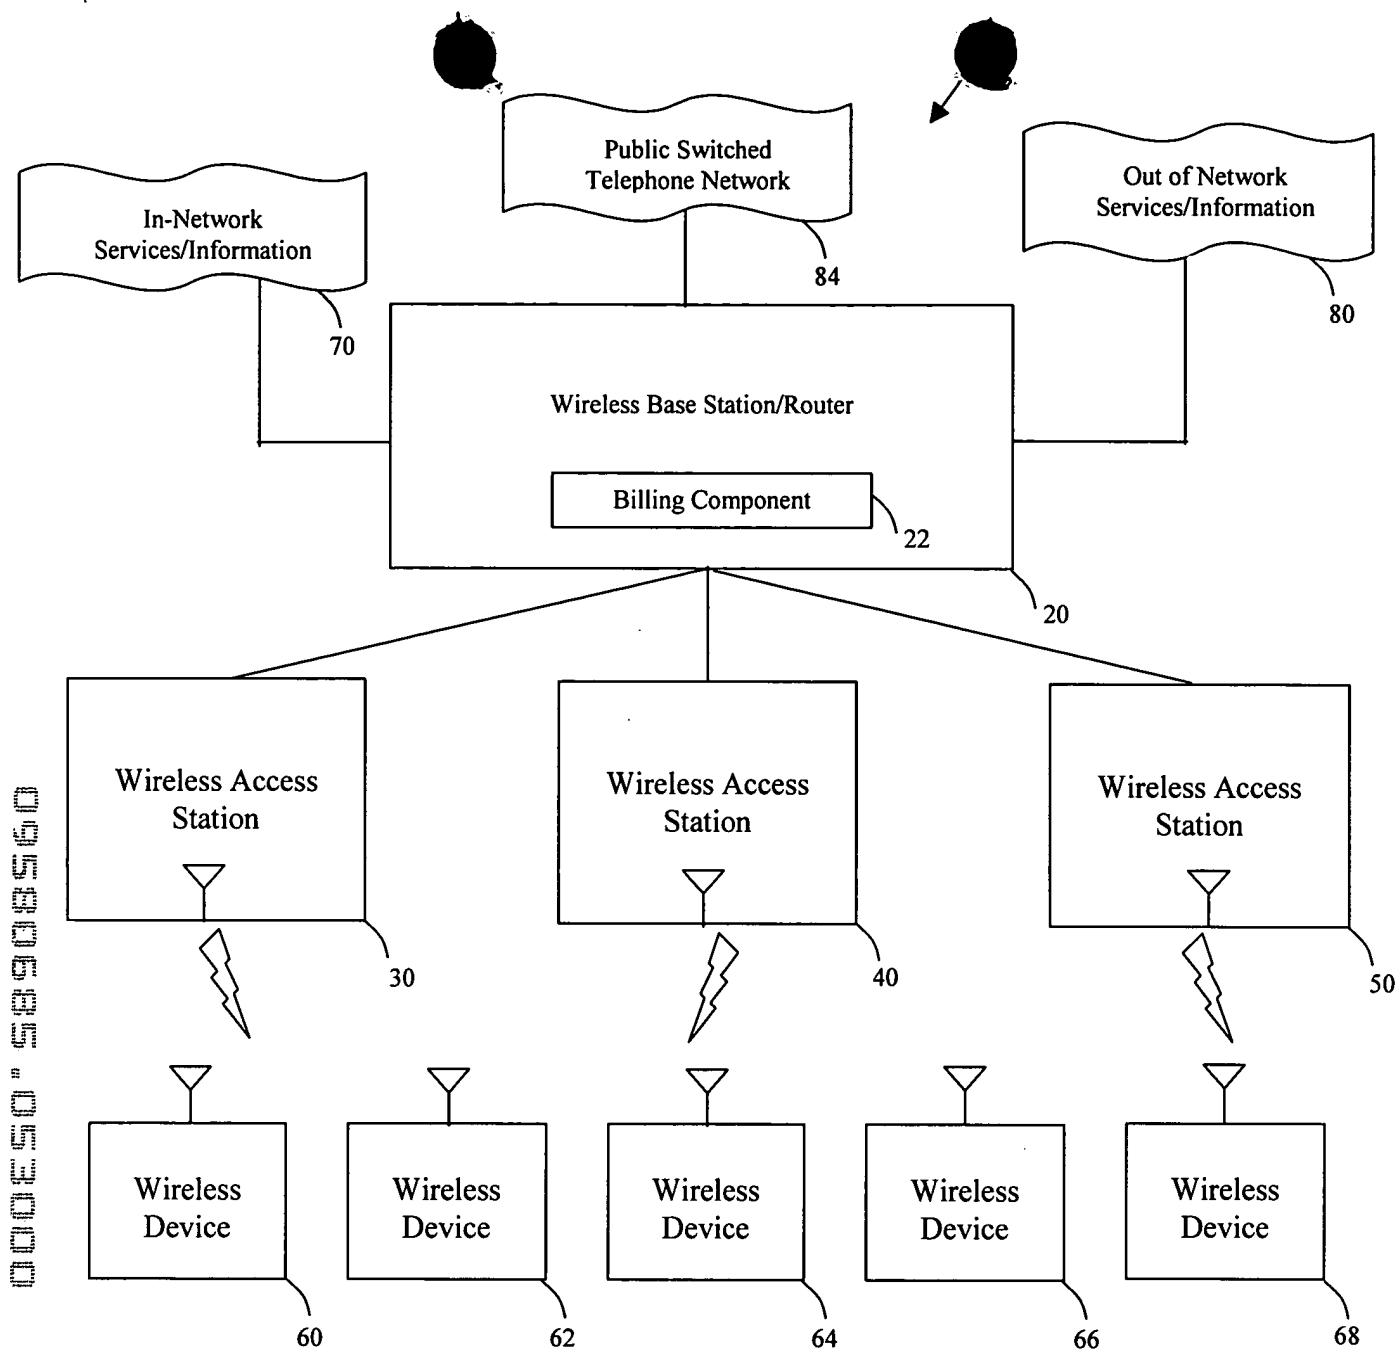 Public Switched
Telephone Network
84
In-Network
Services/Information
70
Out of Network
Services/Information
80
Wireless Base Station/Router
Billing Component
22
20
Wireless Access
Station
30
Wireless Access
Station
40
Wireless Access
Station
50
Wireless
Device
60
Wireless
Device
62
Wireless
Device
64
Wireless
Device
66
Wireless
Device
68
09580985.053000